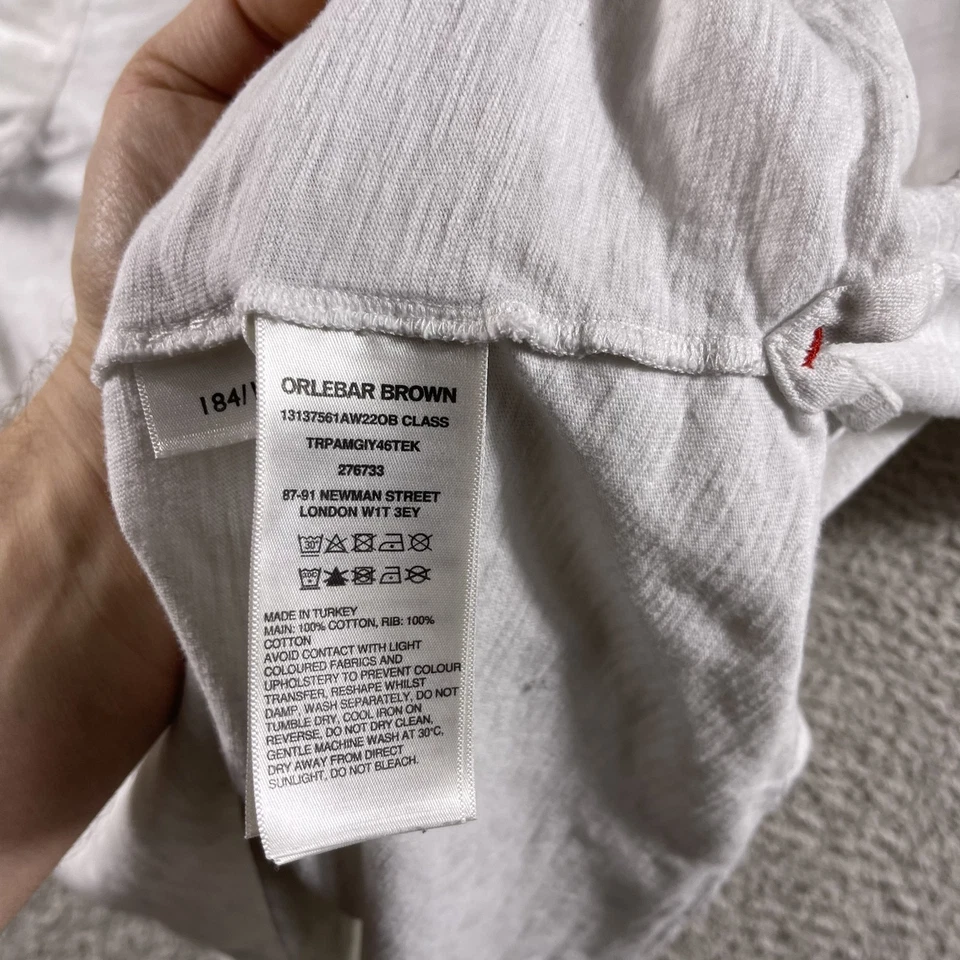 184/
ORLEBAR BROWN
13137561AW22OB CLASS
TRPAMGIY46TEK
276733
87-91 NEWMAN STREET
LONDON W1T 3EY
30°
MADE IN TURKEY
MAIN: 100% COTTON, RIB: 100%
COTTON
AVOID CONTACT WITH LIGHT
COLOURED FABRICS AND
UPHOLSTERY TO PREVENT COLOUR
TRANSFER, RESHAPE WHILST
DAMP, WASH SEPARATELY, DO NOT
TUMBLE DRY, COOL IRON ON
REVERSE, DO NOT DRY CLEAN,
GENTLE MACHINE WASH AT 30°C,
DRY AWAY FROM DIRECT
SUNLIGHT, DO NOT BLEACH.